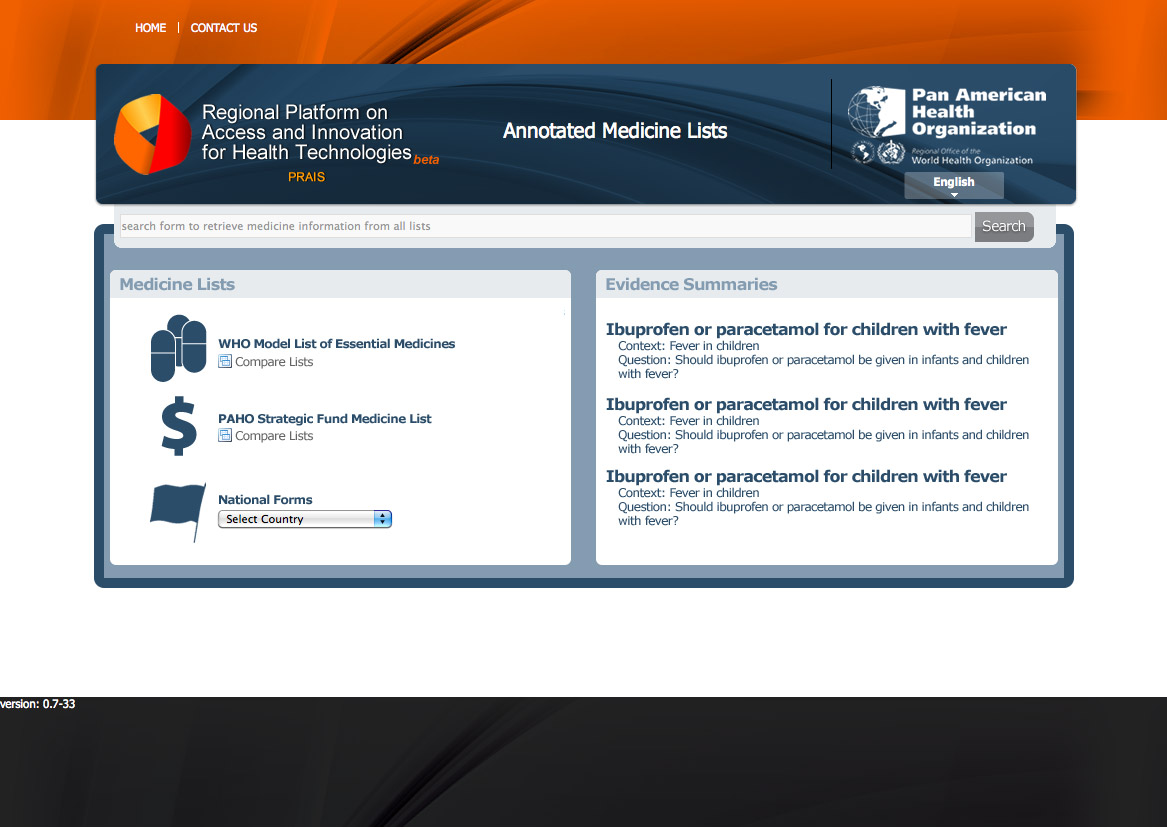 HOME | CONTACT US
Regional Platform on
Access and Innovation
for Health Technologies beta
PRAIS
Annotated Medicine Lists
Pan American
Health
Organization
Regional Office of the
World Health Organization
English
search form to retrieve medicine information from all lists
Search
Medicine Lists
WHO Model List of Essential Medicines
Compare Lists
PAHO Strategic Fund Medicine List
Compare Lists
National Forms
Select Country
Evidence Summaries
Ibuprofen or paracetamol for children with fever
Context: Fever in children
Question: Should ibuprofen or paracetamol be given in infants and children
with fever?
Ibuprofen or paracetamol for children with fever
Context: Fever in children
Question: Should ibuprofen or paracetamol be given in infants and children
with fever?
Ibuprofen or paracetamol for children with fever
Context: Fever in children
Question: Should ibuprofen or paracetamol be given in infants and children
with fever?
version: 0.7-33